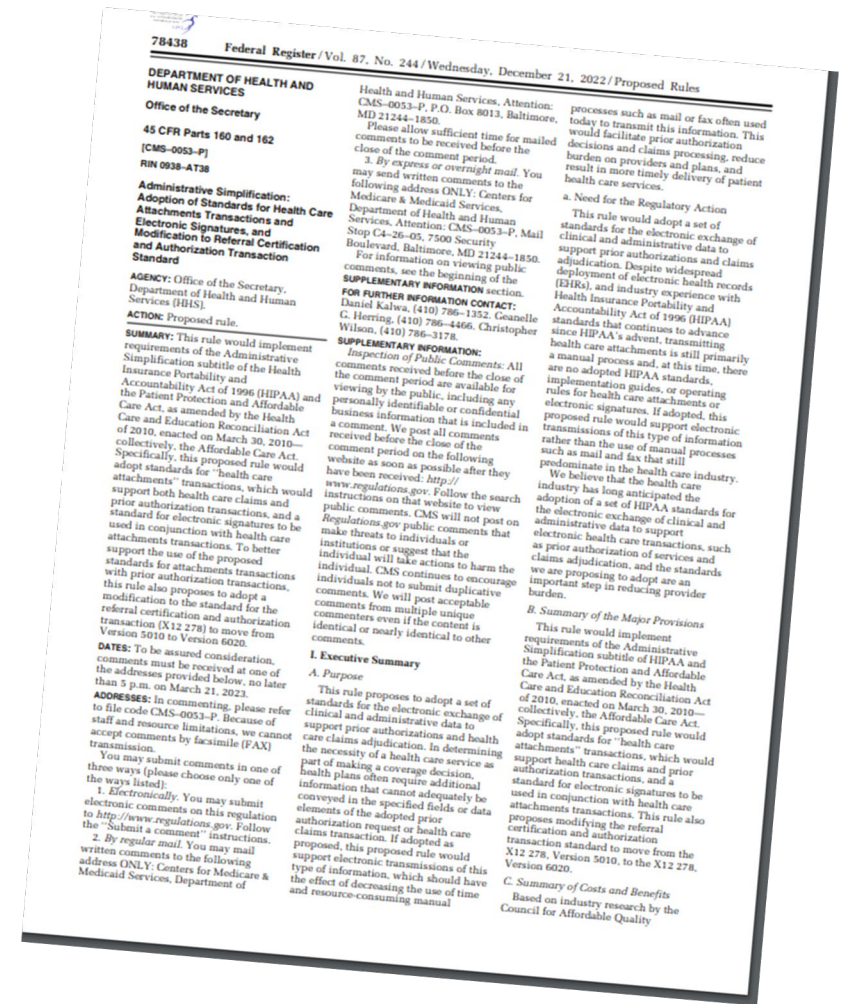 78438 Federal Register / Vol. 87, No. 244 / Wednesday, December 21, 2022 / Proposed Rules
DEPARTMENT OF HEALTH AND
HUMAN SERVICES
Office of the Secretary
45 CFR Parts 160 and 162
[CMS–0053–P]
RIN 0938–AT38
Administrative Simplification:
Adoption of Standards for Health Care
Attachments Transactions and
Electronic Signatures, and
Modification to Referral Certification
and Authorization Transaction
Standard
AGENCY: Office of the Secretary,
Department of Health and Human
Services (HHS).
ACTION: Proposed rule.
SUMMARY: This rule would implement
requirements of the Administrative
Simplification subtitle of the Health
Insurance Portability and
Accountability Act of 1996 (HIPAA) and
the Patient Protection and Affordable
Care Act, as amended by the Health
Care and Education Reconciliation Act
of 2010, enacted on March 30, 2010—
collectively, the Affordable Care Act.
Specifically, this proposed rule would
adopt standards for "health care
attachments" transactions, which would
support both health care claims and
prior authorization transactions, and a
standard for electronic signatures to be
used in conjunction with health care
attachments transactions. To better
support the use of the proposed
standards for attachments transactions
with prior authorization transactions,
this rule also proposes to adopt a
modification to the standard for the
referral certification and authorization
transaction (X12 278) to move from
Version 5010 to Version 6020.
DATES: To be assured consideration,
comments must be received at one of
the addresses provided below, no later
than 5 p.m. on March 21, 2023.
ADDRESSES: In commenting, please refer
to file code CMS–0053–P. Because of
staff and resource limitations, we cannot
accept comments by facsimile (FAX)
transmission.
You may submit comments in one of
three ways (please choose only one of
the ways listed):
1. Electronically. You may submit
electronic comments on this regulation
to http://www.regulations.gov. Follow
the "Submit a comment" instructions.
2. By regular mail. You may mail
written comments to the following
address ONLY: Centers for Medicare &
Medicaid Services, Department of
Health and Human Services, Attention:
CMS–0053–P, P.O. Box 8013, Baltimore,
MD 21244–1850.
Please allow sufficient time for mailed
comments to be received before the
close of the comment period.
3. By express or overnight mail. You
may send written comments to the
following address ONLY: Centers for
Medicare & Medicaid Services,
Department of Health and Human
Services, Attention: CMS–0053–P, Mail
Stop C4–26–05, 7500 Security
Boulevard, Baltimore, MD 21244–1850.
For information on viewing public
comments, see the beginning of the
SUPPLEMENTARY INFORMATION section.
FOR FURTHER INFORMATION CONTACT:
Daniel Kalwa, (410) 786–1352. Geanelle
G. Herring, (410) 786–4466. Christopher
Wilson, (410) 786–3178.
SUPPLEMENTARY INFORMATION:
Inspection of Public Comments: All
comments received before the close of
the comment period are available for
viewing by the public, including any
personally identifiable or confidential
business information that is included in
a comment. We post all comments
received before the close of the
comment period on the following
website as soon as possible after they
have been received: http://
www.regulations.gov. Follow the search
instructions on that website to view
public comments. CMS will not post on
Regulations.gov public comments that
make threats to individuals or
institutions or suggest that the
individual will take actions to harm the
individual. CMS continues to encourage
individuals not to submit duplicative
comments. We will post acceptable
comments from multiple unique
commenters even if the content is
identical or nearly identical to other
comments.
I. Executive Summary
A. Purpose
This rule proposes to adopt a set of
standards for the electronic exchange of
clinical and administrative data to
support prior authorizations and health
care claims adjudication. In determining
the necessity of a health care service as
part of making a coverage decision,
health plans often require additional
information that cannot adequately be
conveyed in the specified fields or data
elements of the adopted prior
authorization request or health care
claims transaction. If adopted as
proposed, this proposed rule would
support electronic transmissions of this
type of information, which should have
the effect of decreasing the use of time
and resource-consuming manual
processes such as mail or fax often used
today to transmit this information. This
would facilitate prior authorization
decisions and claims processing, reduce
burden on providers and plans, and
result in more timely delivery of patient
health care services.
a. Need for the Regulatory Action
This rule would adopt a set of
standards for the electronic exchange of
clinical and administrative data to
support prior authorizations and claims
adjudication. Despite widespread
deployment of electronic health records
(EHRs), and industry experience with
Health Insurance Portability and
Accountability Act of 1996 (HIPAA)
standards that continues to advance
since HIPAA's advent, transmitting
health care attachments is still primarily
a manual process and, at this time, there
are no adopted HIPAA standards,
implementation guides, or operating
rules for health care attachments or
electronic signatures. If adopted, this
proposed rule would support electronic
transmissions of this type of information
rather than the use of manual processes
such as mail and fax that still
predominate in the health care industry.
We believe that the health care
industry has long anticipated the
adoption of a set of HIPAA standards for
the electronic exchange of clinical and
administrative data to support
electronic health care transactions, such
as prior authorization of services and
claims adjudication, and the standards
we are proposing to adopt are an
important step in reducing provider
burden.
B. Summary of the Major Provisions
This rule would implement
requirements of the Administrative
Simplification subtitle of HIPAA and
the Patient Protection and Affordable
Care Act, as amended by the Health
Care and Education Reconciliation Act
of 2010, enacted on March 30, 2010—
collectively, the Affordable Care Act.
Specifically, this proposed rule would
adopt standards for "health care
attachments" transactions, which would
support health care claims and prior
authorization transactions, and a
standard for electronic signatures to be
used in conjunction with health care
attachments transactions. This rule also
proposes modifying the referral
certification and authorization
transaction standard to move from the
X12 278, Version 5010, to the X12 278,
Version 6020.
C. Summary of Costs and Benefits
Based on industry research by the
Council for Affordable Quality